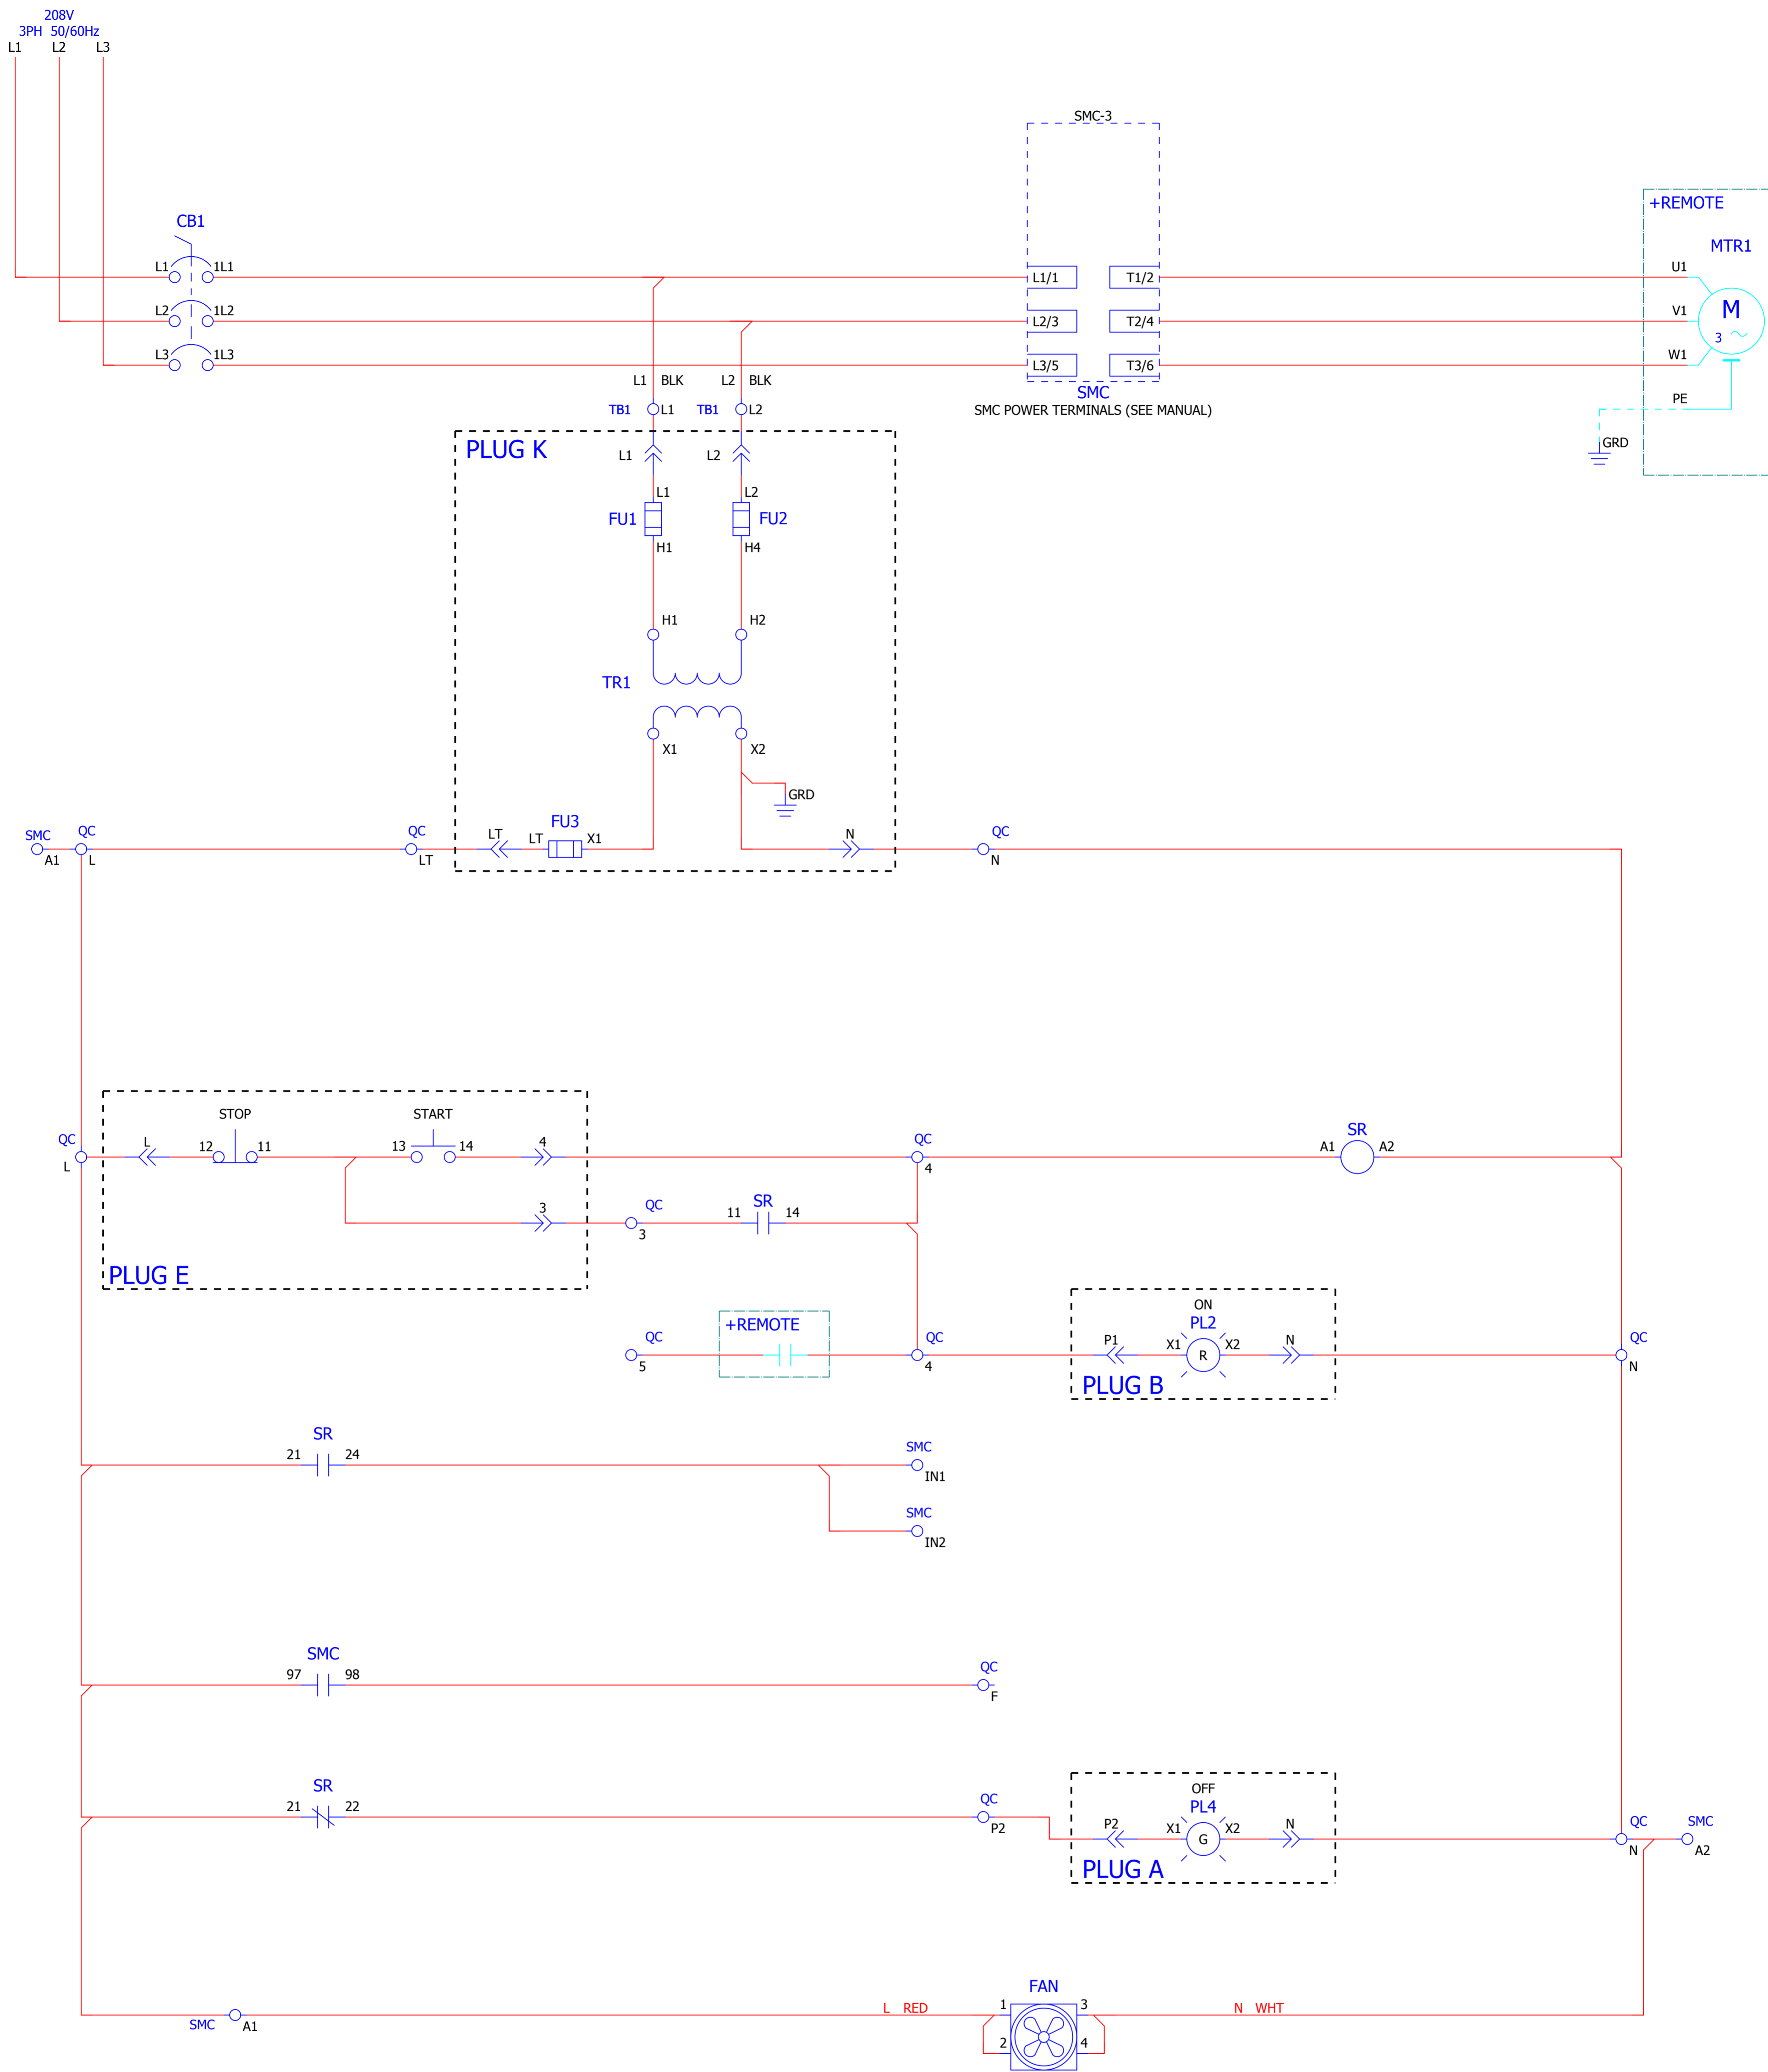 208V
3PH 50/60Hz
L1 L2 L3
SMC-3
+REMOTE
CB1
MTR1
L1 1L1 L1/1 T1/2 U1
M
3
L2 1L2 L2/3 T2/4 V1
L3 1L3 L3/5 T3/6 W1
L1 BLK L2 BLK
SMC
PE
TB1 L1 TB1 L2
SMC POWER TERMINALS (SEE MANUAL)
GRD
PLUG K
L1 L2
L1 L2
FU1 FU2
H1 H4
H1 H2
TR1
X1 X2
GRD
FU3
SMC QC QC LT LT X1 N QC
A1 L LT N
STOP START
QC L 12 11 13 14 4 QC SR
A1 A2
L 4
3 QC 11 SR 14
3
PLUG E
ON
+REMOTE PL2
QC QC P1 X1 R X2 N QC
5 4 N
PLUG B
SR
21 24 SMC
IN1
SMC
IN2
SMC
97 98 QC
F
SR OFF
21 22 QC PL4
P2 P2 X1 G X2 N QC SMC
N A2
PLUG A
FAN
L RED 1 3 N WHT
SMC A1
2 4